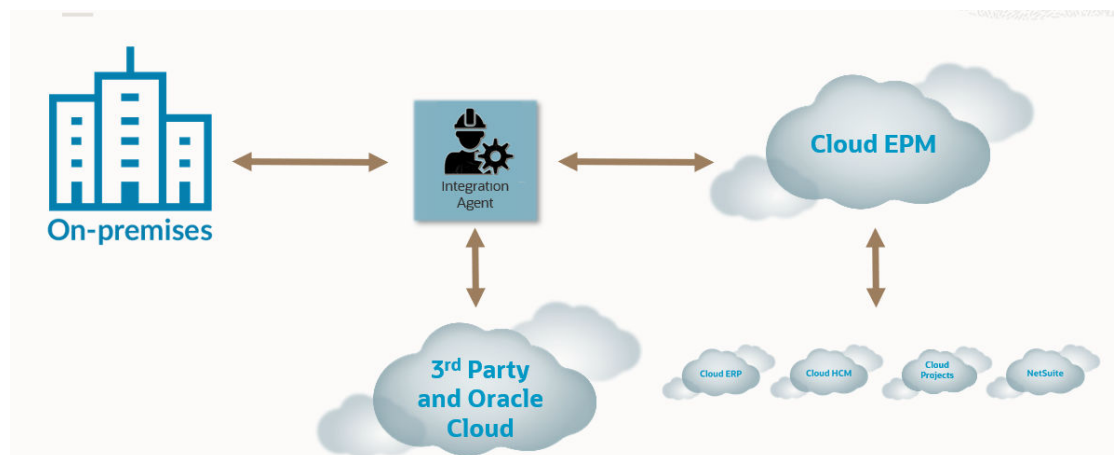 Cloud EPM
Integration
Agent
On-premises
3rd Party
and Oracle
Cloud
Cloud ERP
Cloud HCM
Cloud
Projects
NetSuite